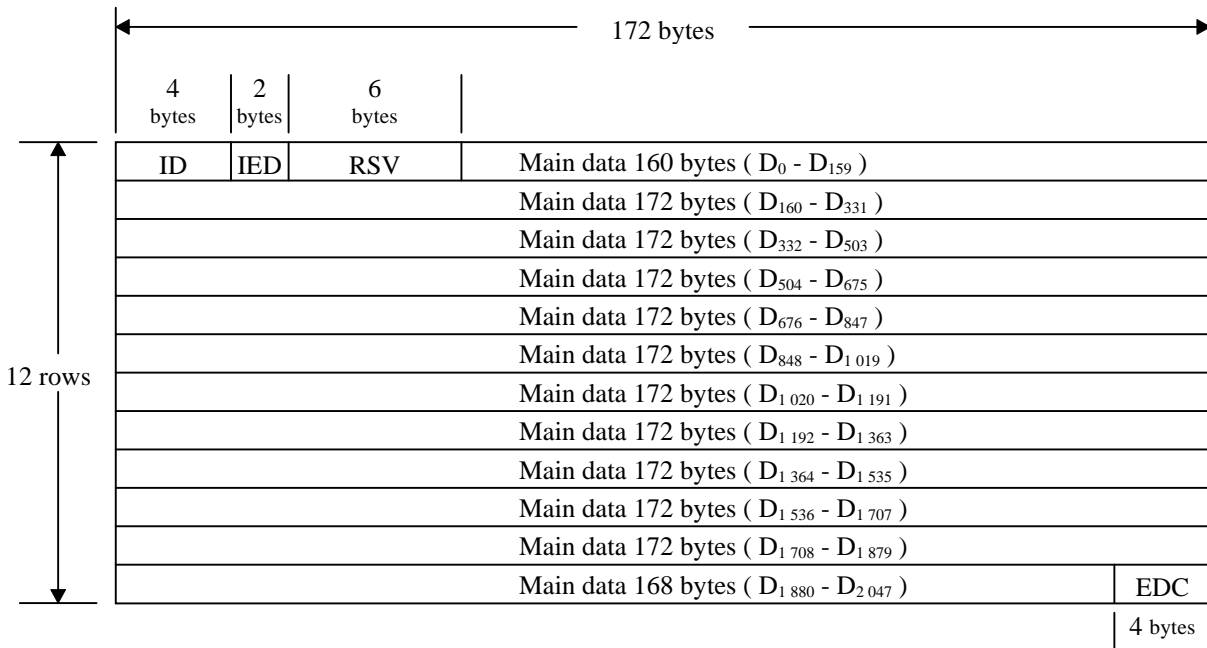 172 bytes
4 2 6
bytes bytes bytes
ID IED RSV Main data 160 bytes ( D0 - D159 )
Main data 172 bytes ( D160 - D331 )
Main data 172 bytes ( D332 - D503 )
Main data 172 bytes ( D504 - D675 )
Main data 172 bytes ( D676 - D847 )
Main data 172 bytes ( D848 - D1 019 )
12 rows
Main data 172 bytes ( D1 020 - D1 191 )
Main data 172 bytes ( D1 192 - D1 363 )
Main data 172 bytes ( D1 364 - D1 535 )
Main data 172 bytes ( D1 536 - D1 707 )
Main data 172 bytes ( D1 708 - D1 879 )
Main data 168 bytes ( D1 880 - D2 047 ) EDC
4 bytes